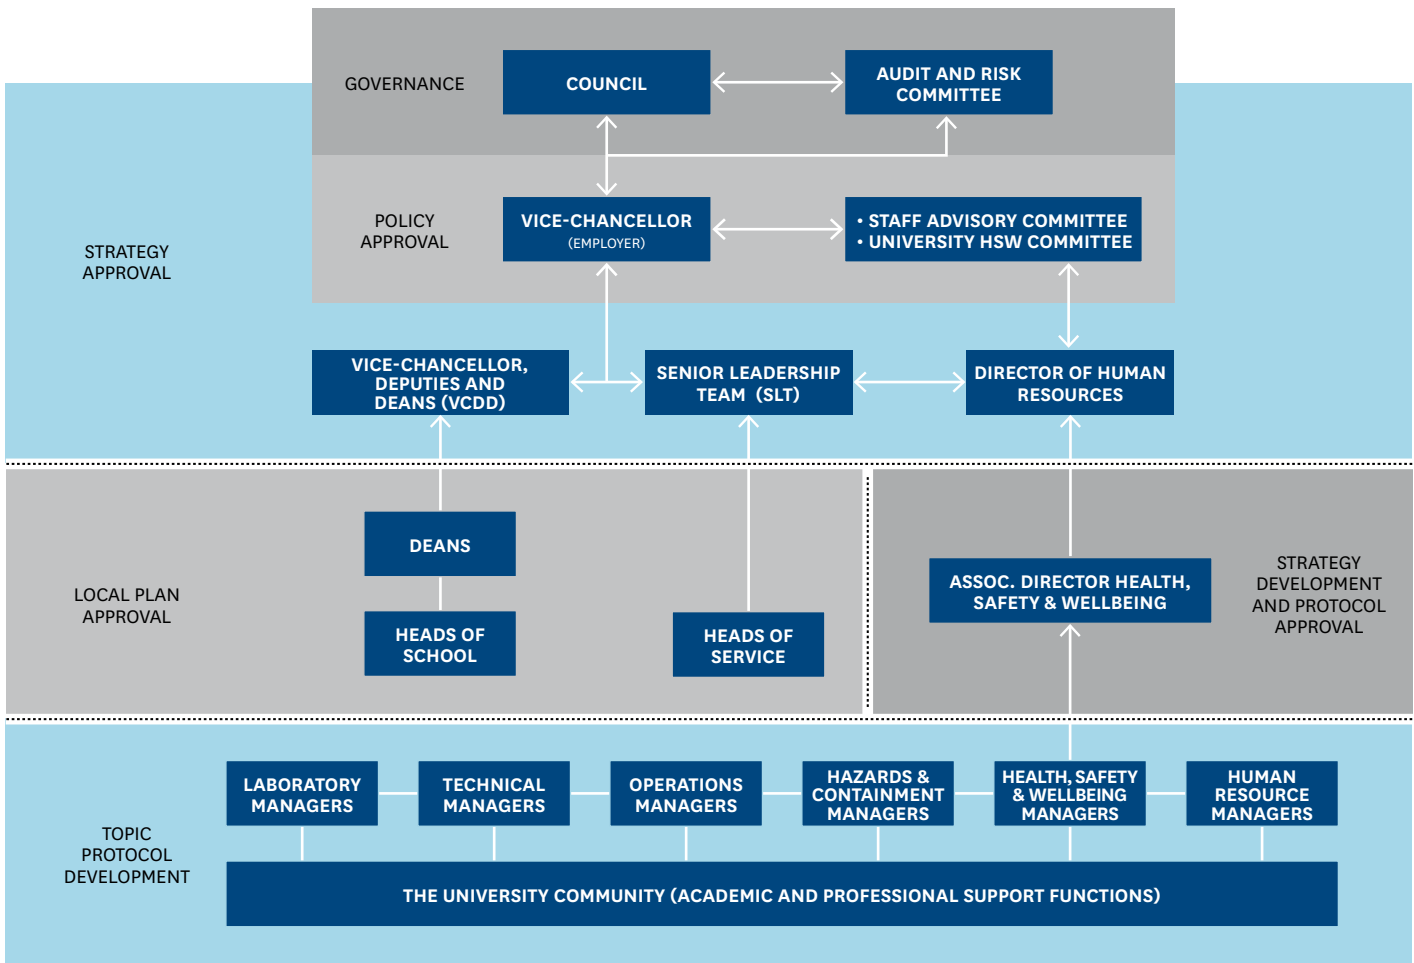 GOVERNANCE
COUNCIL
AUDIT AND RISK
COMMITTEE
STRATEGY
APPROVAL
POLICY
APPROVAL
VICE-CHANCELLOR
(EMPLOYER)
• STAFF ADVISORY COMMITTEE
• UNIVERSITY HSW COMMITTEE
VICE-CHANCELLOR,
DEPUTIES AND
DEANS (VCDD)
SENIOR LEADERSHIP
TEAM (SLT)
DIRECTOR OF HUMAN
RESOURCES
LOCAL PLAN
APPROVAL
DEANS
HEADS OF
SCHOOL
HEADS OF
SERVICE
ASSOC. DIRECTOR HEALTH,
SAFETY & WELLBEING
STRATEGY
DEVELOPMENT
AND PROTOCOL
APPROVAL
TOPIC
PROTOCOL
DEVELOPMENT
LABORATORY
MANAGERS
TECHNICAL
MANAGERS
OPERATIONS
MANAGERS
HAZARDS &
CONTAINMENT
MANAGERS
HEALTH, SAFETY
& WELLBEING
MANAGERS
HUMAN
RESOURCE
MANAGERS
THE UNIVERSITY COMMUNITY (ACADEMIC AND PROFESSIONAL SUPPORT FUNCTIONS)